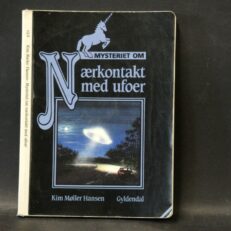 MYSTERIET OM
Nærkontakt
med ufoer
Kim Møller Hansen Gyldendal